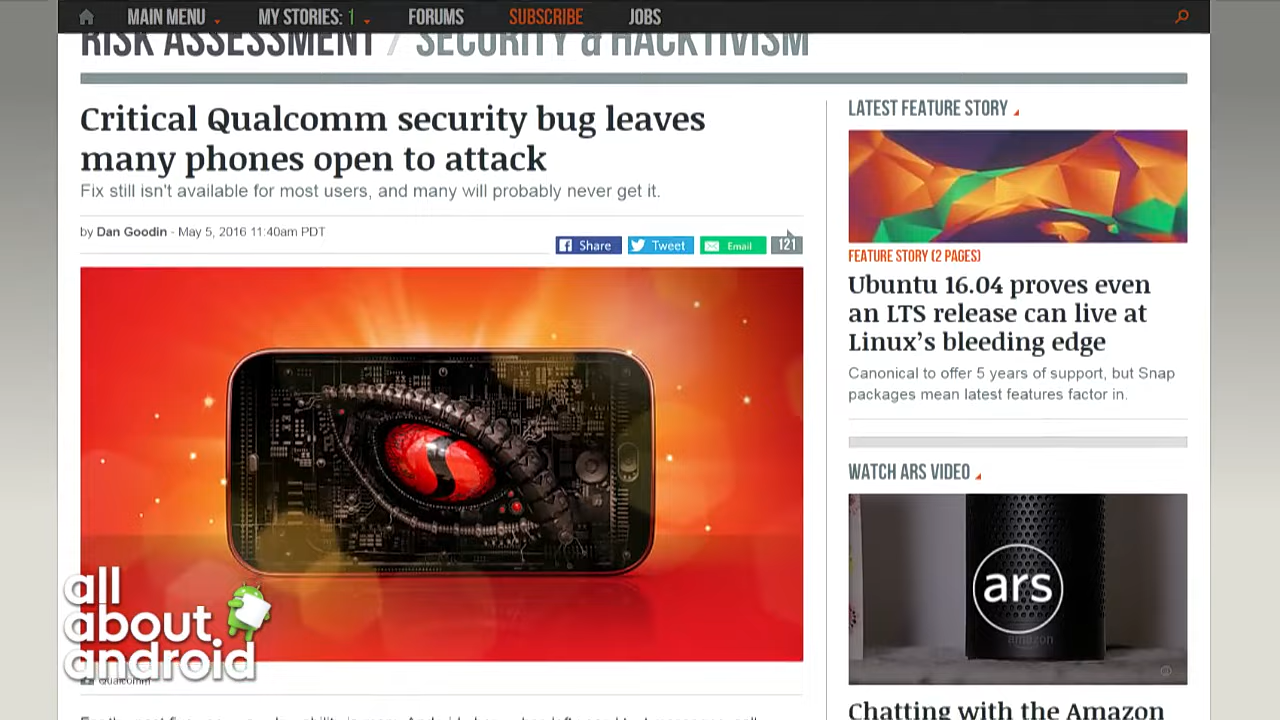 MAIN MENU
MY STORIES: 1
FORUMS
SUBSCRIBE
JOBS
RISK ASSESSMENT / SECURITY & HACKTIVISM
Critical Qualcomm security bug leaves
many phones open to attack
Fix still isn't available for most users, and many will probably never get it.
by Dan Goodin - May 5, 2016 11:40am PDT
Share
Tweet
Email
121
all
about
android
Qualcomm
LATEST FEATURE STORY
FEATURE STORY (2 PAGES)
Ubuntu 16.04 proves even
an LTS release can live at
Linux's bleeding edge
Canonical to offer 5 years of support, but Snap
packages mean latest features factor in.
WATCH ARS VIDEO
ars
amazon
Chatting with the Amazon